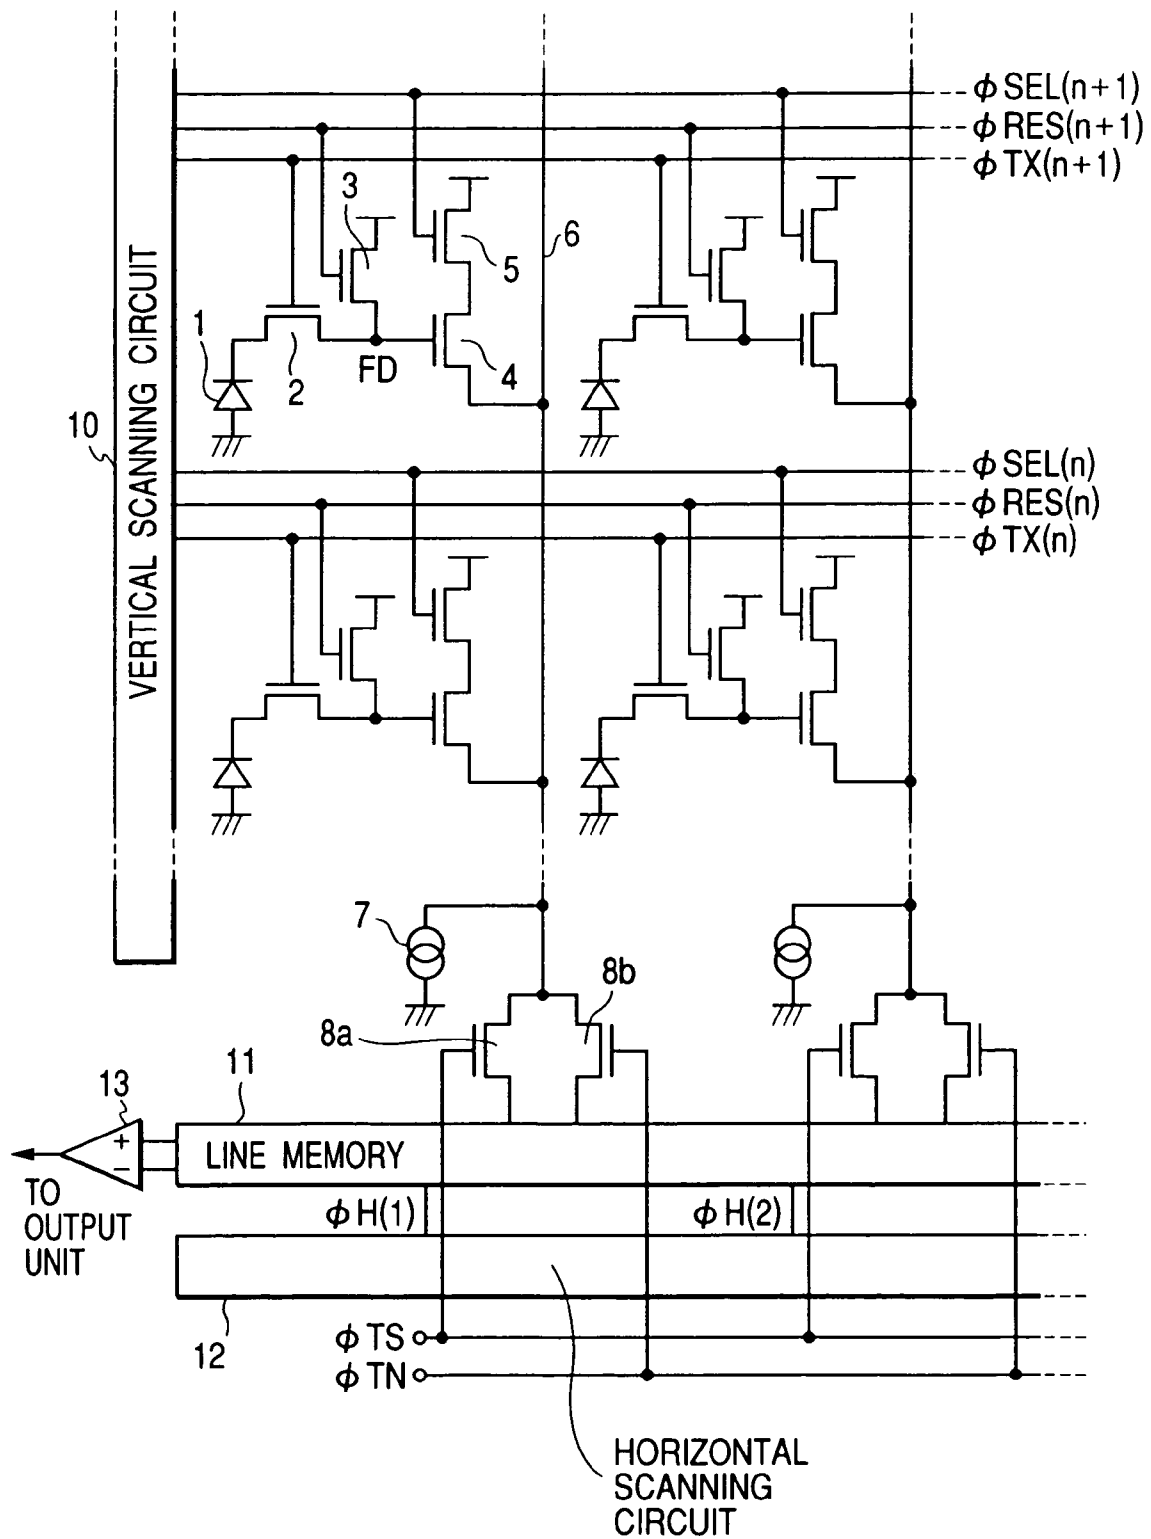 ϕSEL(n+1)
ϕRES(n+1)
ϕTX(n+1)
3
6
5
1
2
FD
4
10
VERTICAL SCANNING CIRCUIT
ϕSEL(n)
ϕRES(n)
ϕTX(n)
7
8b
8a
11
13
+
−
LINE MEMORY
TO
OUTPUT
UNIT
ϕH(1)
ϕH(2)
12
ϕTS
ϕTN
HORIZONTAL
SCANNING
CIRCUIT